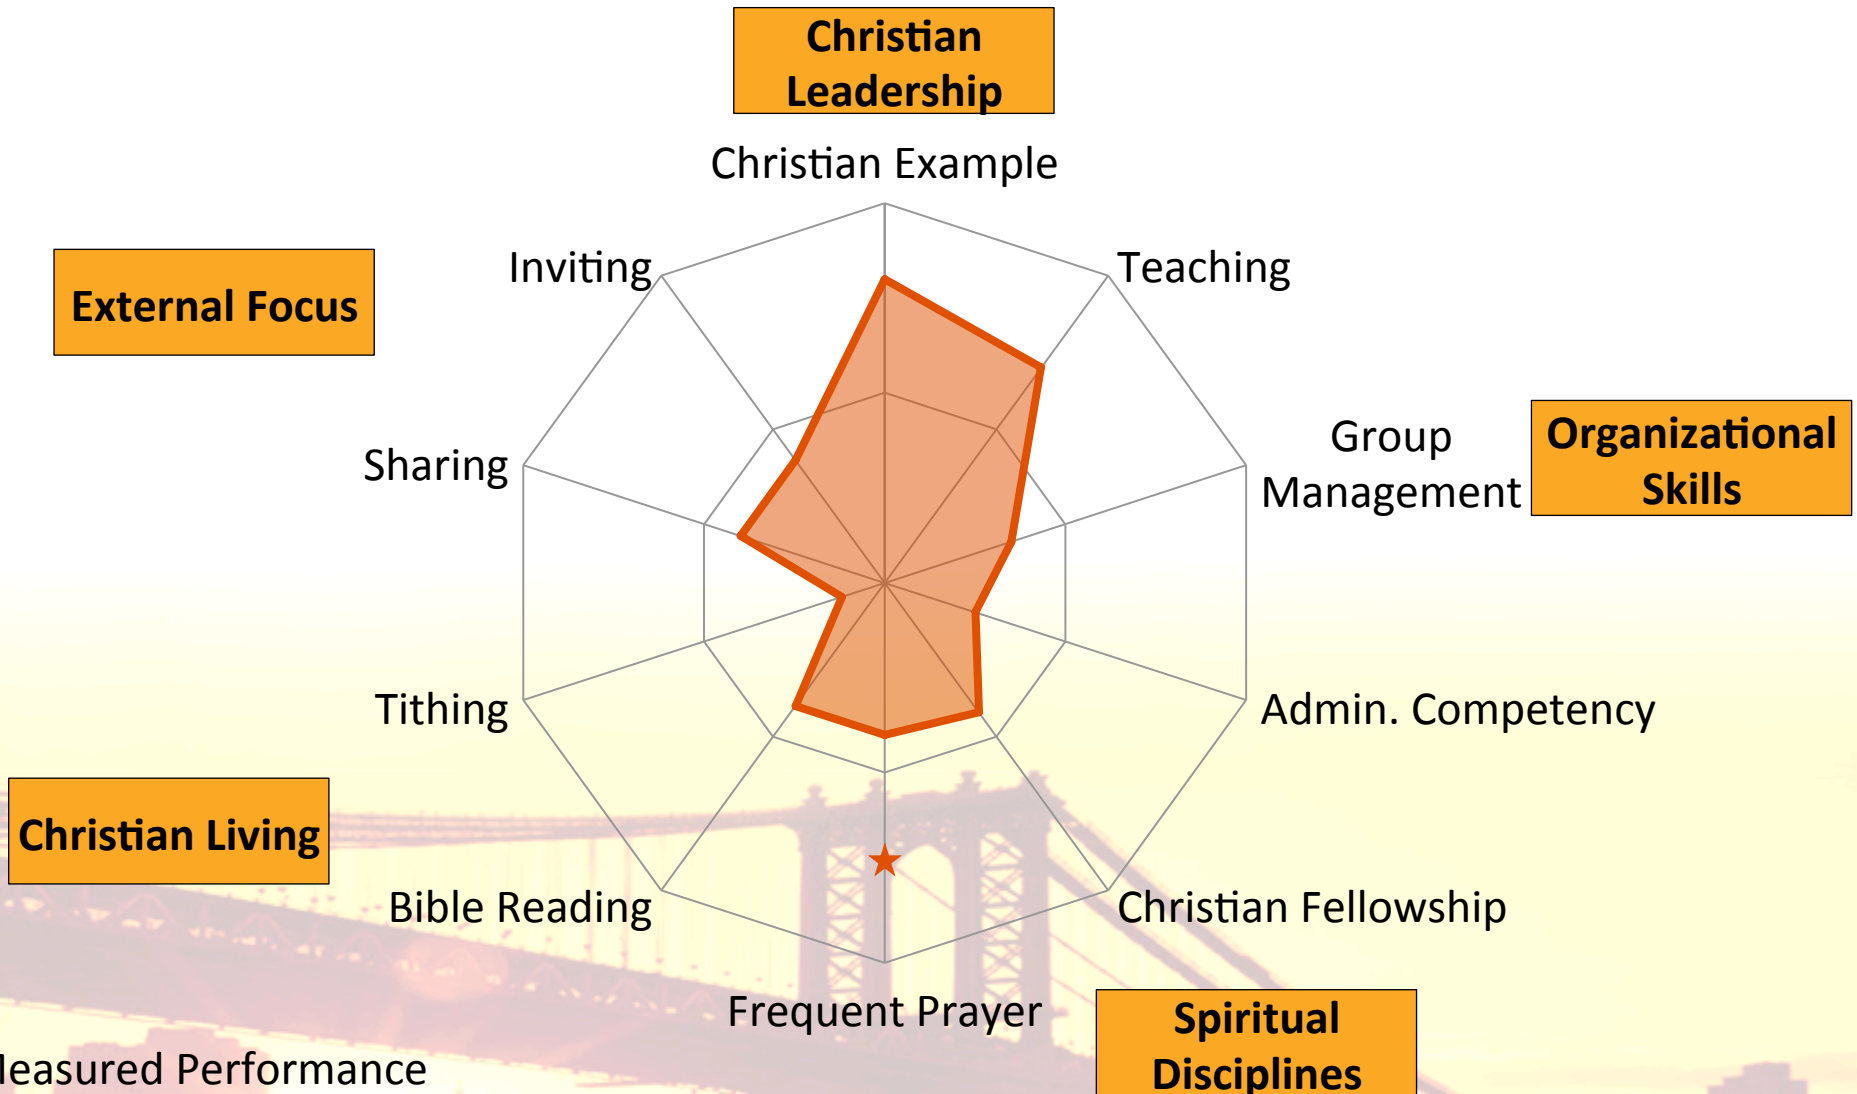 Christian
Leadership
Christian Example
Inviting
Teaching
External Focus
Group
Management
Organizational
Skills
Sharing
Tithing
Admin. Competency
Christian Living
Bible Reading
Christian Fellowship
Frequent Prayer
Spiritual
Disciplines
Performance